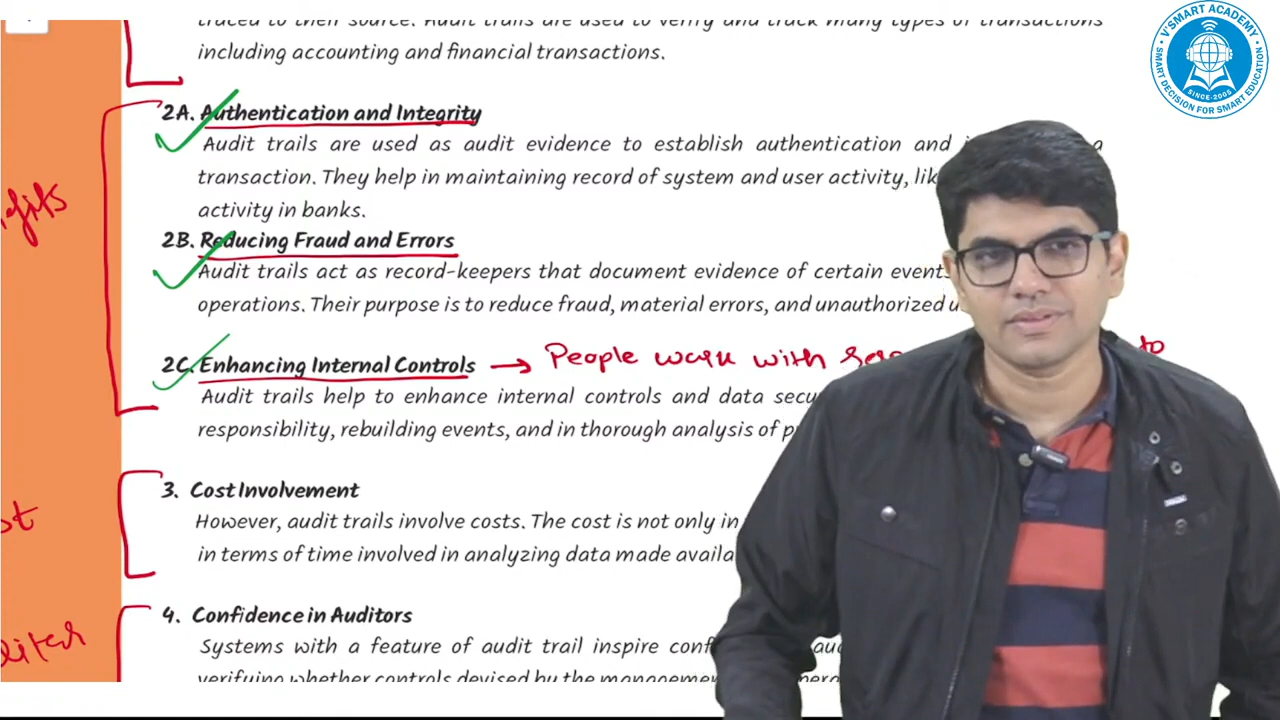 traced to their source. Audit trails are used to verify and track many types of transactions
including accounting and financial transactions.
2A. Authentication and Integrity
Audit trails are used as audit evidence to establish authentication and a
transaction. They help in maintaining record of system and user activity,
activity in banks.
2B. Reducing Fraud and Errors
Audit trails act as record-keepers that document evidence of certain
operations. Their purpose is to reduce fraud, material errors, and unauthorized
2C. Enhancing Internal Controls → People work with to
Audit trails help to enhance internal controls and data
responsibility, rebuilding events, and in thorough analysis of
3. Cost Involvement
However, audit trails involve costs. The cost is not only in
in terms of time involved in analyzing data made
4. Confidence in Auditors
Systems with a feature of audit trail inspire
verifying whether controls devised by the
V'SMART ACADEMY
SMART DECISION FOR SMART EDUCATION
SINCE-2005